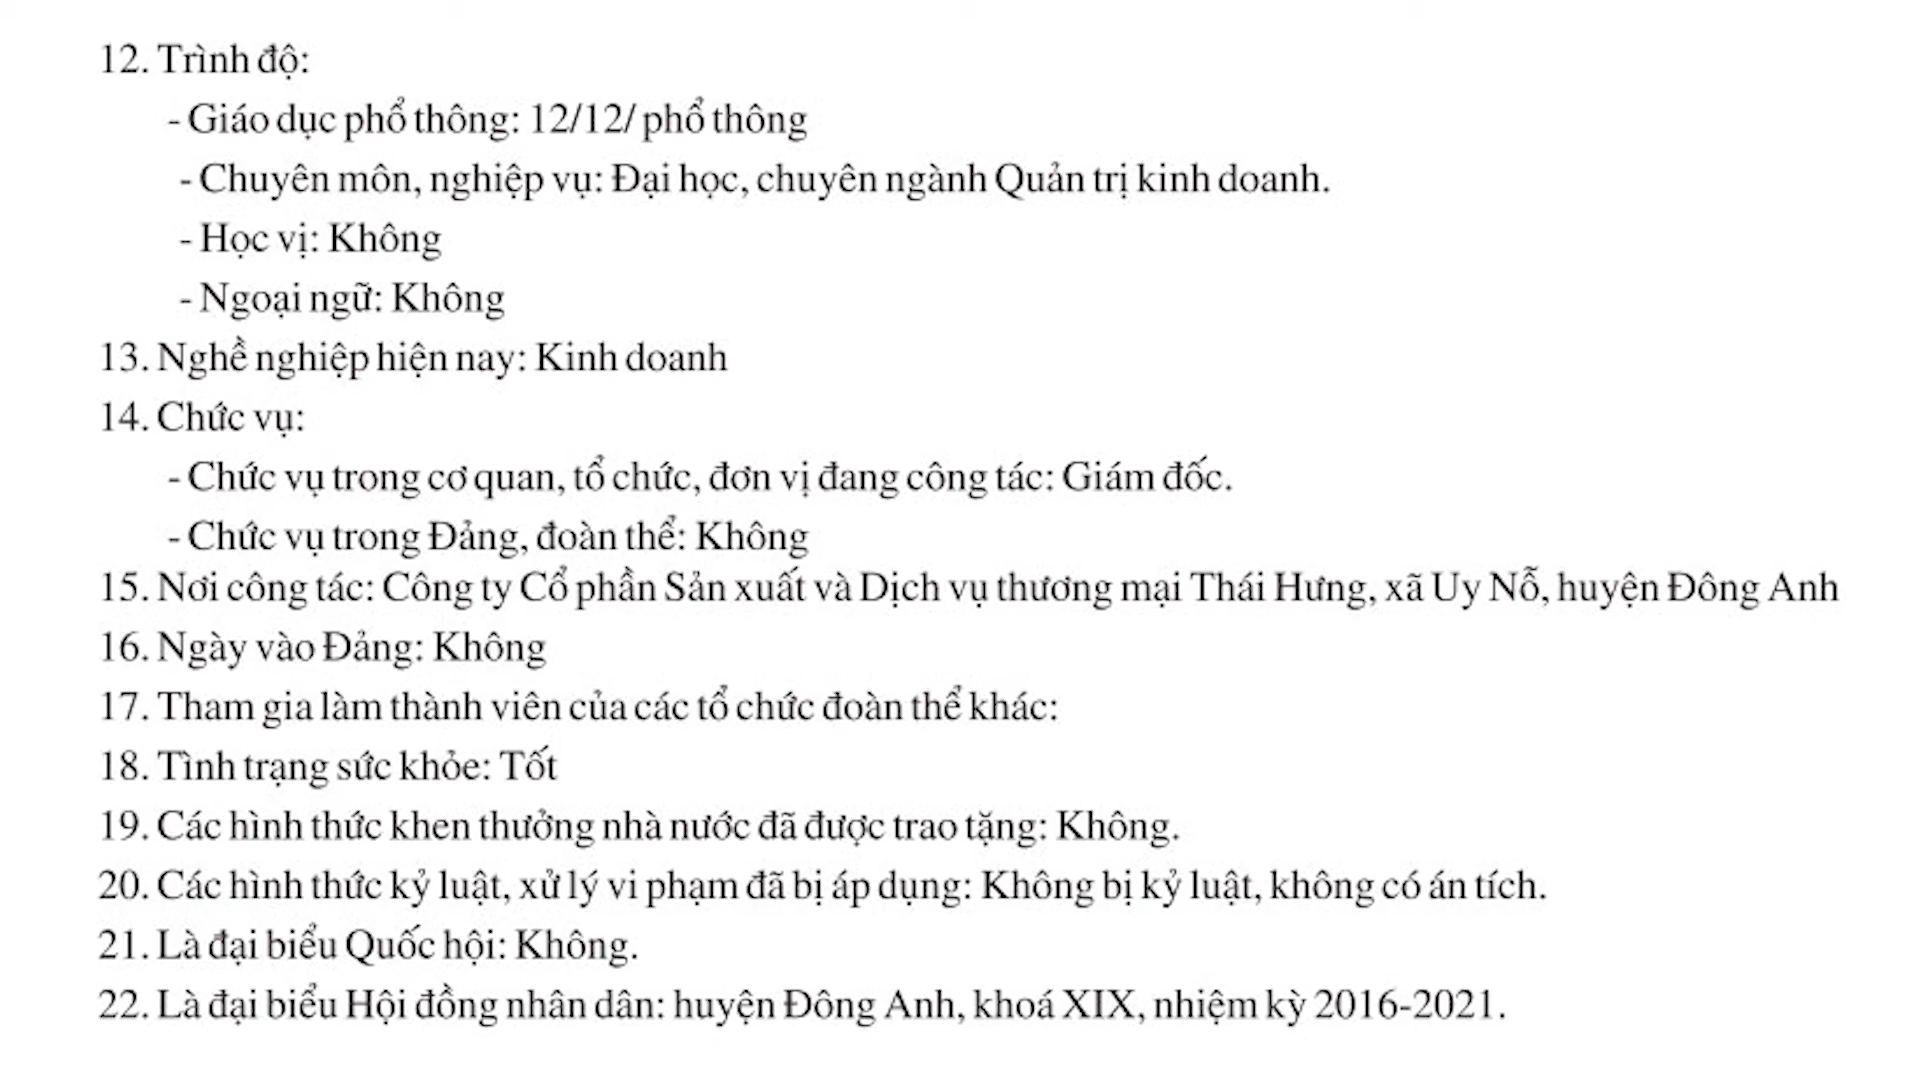 12. Trình độ:
- Giáo dục phổ thông: 12/12/ phổ thông
- Chuyên môn, nghiệp vụ: Đại học, chuyên ngành Quản trị kinh doanh.
- Học vị: Không
- Ngoại ngữ: Không
13. Nghề nghiệp hiện nay: Kinh doanh
14. Chức vụ:
- Chức vụ trong cơ quan, tổ chức, đơn vị đang công tác: Giám đốc.
- Chức vụ trong Đảng, đoàn thể: Không
15. Nơi công tác: Công ty Cổ phần Sản xuất và Dịch vụ thương mại Thái Hưng, xã Uy Nỗ, huyện Đông Anh
16. Ngày vào Đảng: Không
17. Tham gia làm thành viên của các tổ chức đoàn thể khác:
18. Tình trạng sức khỏe: Tốt
19. Các hình thức khen thưởng nhà nước đã được trao tặng: Không.
20. Các hình thức kỷ luật, xử lý vi phạm đã bị áp dụng: Không bị kỷ luật, không có án tích.
21. Là đại biểu Quốc hội: Không.
22. Là đại biểu Hội đồng nhân dân: huyện Đông Anh, khoá XIX, nhiệm kỳ 2016-2021.